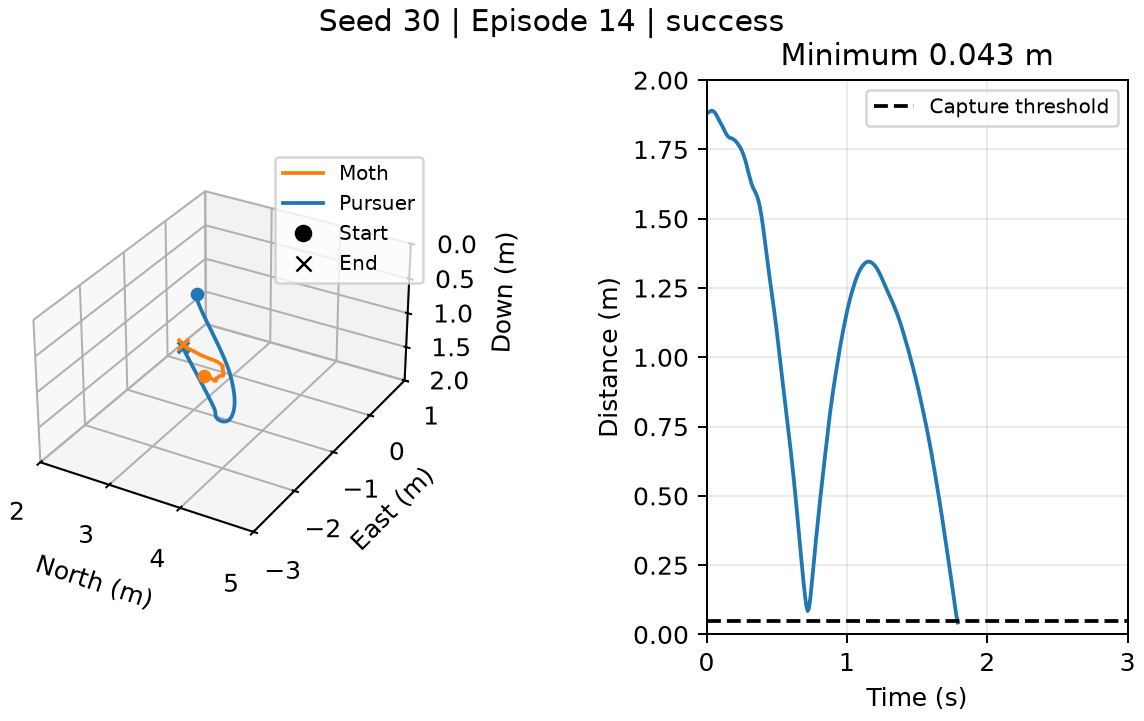 Seed 30 | Episode 14 | success
Moth
Pursuer
Start
End
0.0
0.5
1.0
1.5
2.0
Down (m)
1
0
−1
−2
−3
East (m)
2
3
4
5
North (m)
Minimum 0.043 m
Capture threshold
2.00
1.75
1.50
1.25
1.00
0.75
0.50
0.25
0.00
Distance (m)
0
1
2
3
Time (s)